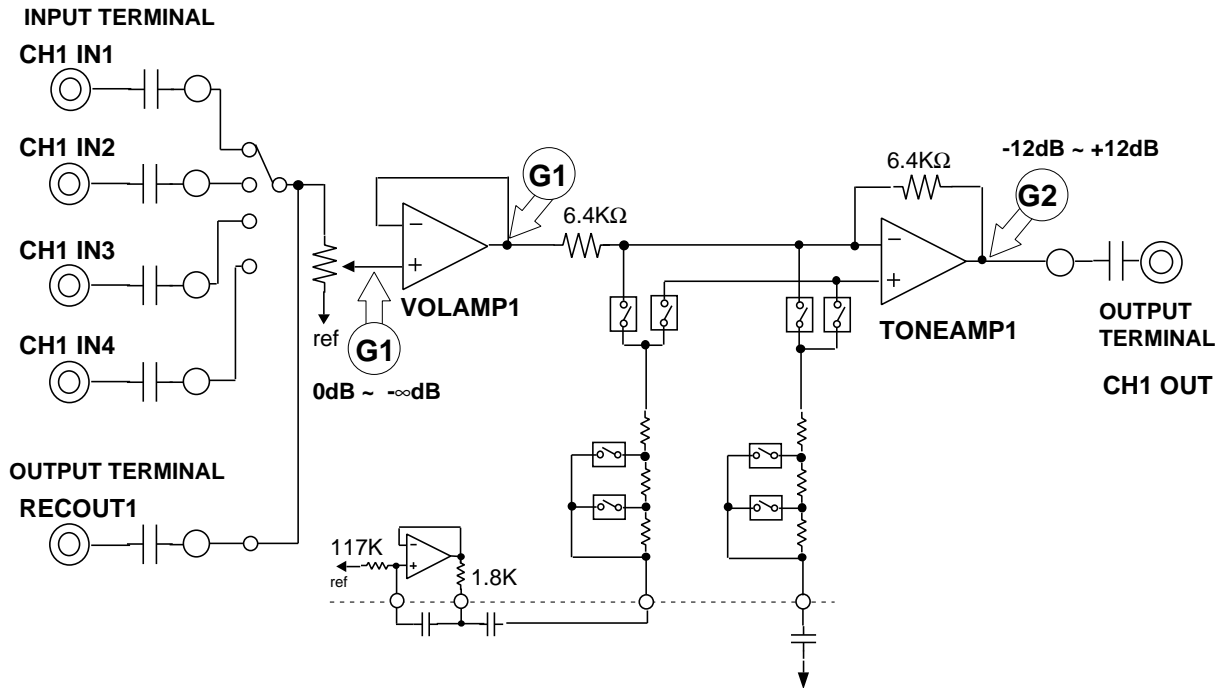 INPUT TERMINAL
CH1 IN1
CH1 IN2
CH1 IN3
CH1 IN4
OUTPUT TERMINAL
RECOUT1
ref
G1
0dB ~ -∞dB
−
+
VOLAMP1
G1
6.4KΩ
6.4KΩ
−
+
TONEAMP1
-12dB ~ +12dB
G2
OUTPUT
TERMINAL
CH1 OUT
117K
ref
−
+
1.8K